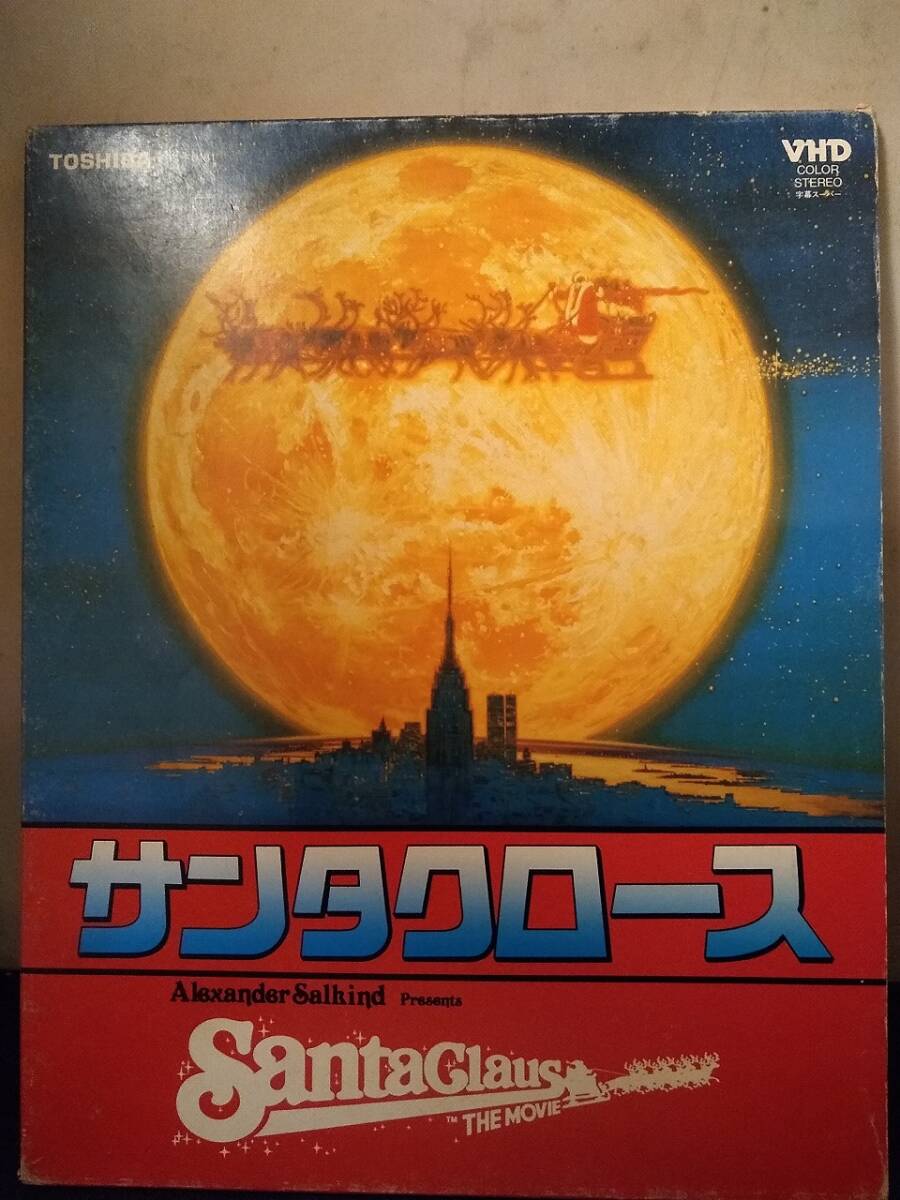 TOSHIBA
VHD
COLOR
STEREO
字幕スーパー
サンタクロース
Alexander Salkind Presents
Santa Claus
™ THE MOVIE